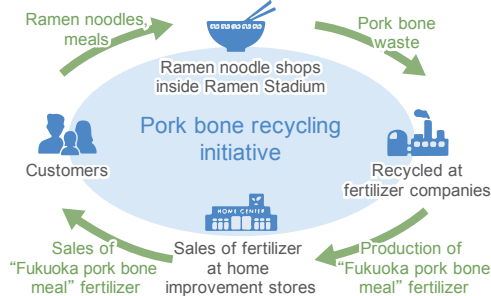 Ramen noodles,
meals
Pork bone
waste
Ramen noodle shops
inside Ramen Stadium
Pork bone recycling
initiative
Customers
Recycled at
fertilizer companies
HOME CENTER
Sales of
“Fukuoka pork bone
meal” fertilizer
Sales of fertilizer
at home
improvement stores
Production of
“Fukuoka pork bone
meal” fertilizer